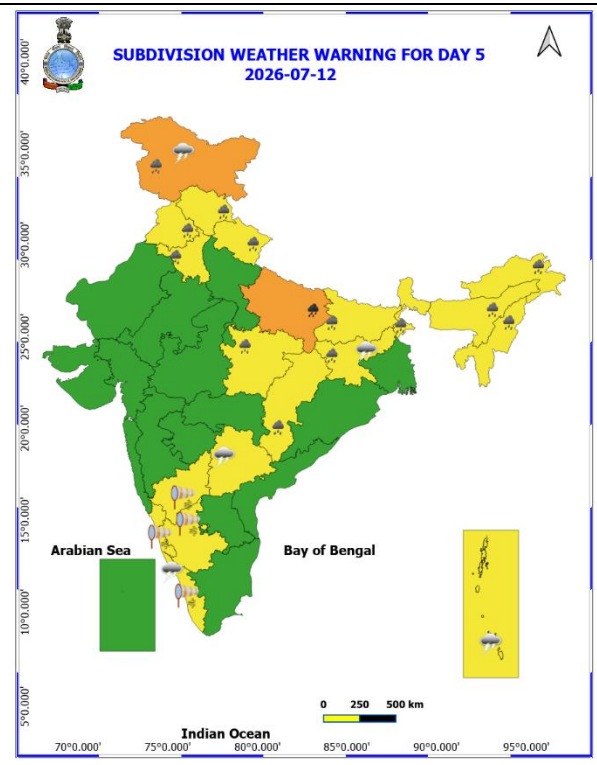 SUBDIVISION WEATHER WARNING FOR DAY 5
2026-07-12
40°0.000'
35°0.000'
30°0.000'
25°0.000'
20°0.000'
15°0.000'
10°0.000'
5°0.000'
Arabian Sea
Bay of Bengal
0 250 500 km
Indian Ocean
70°0.000' 75°0.000' 80°0.000' 85°0.000' 90°0.000' 95°0.000'